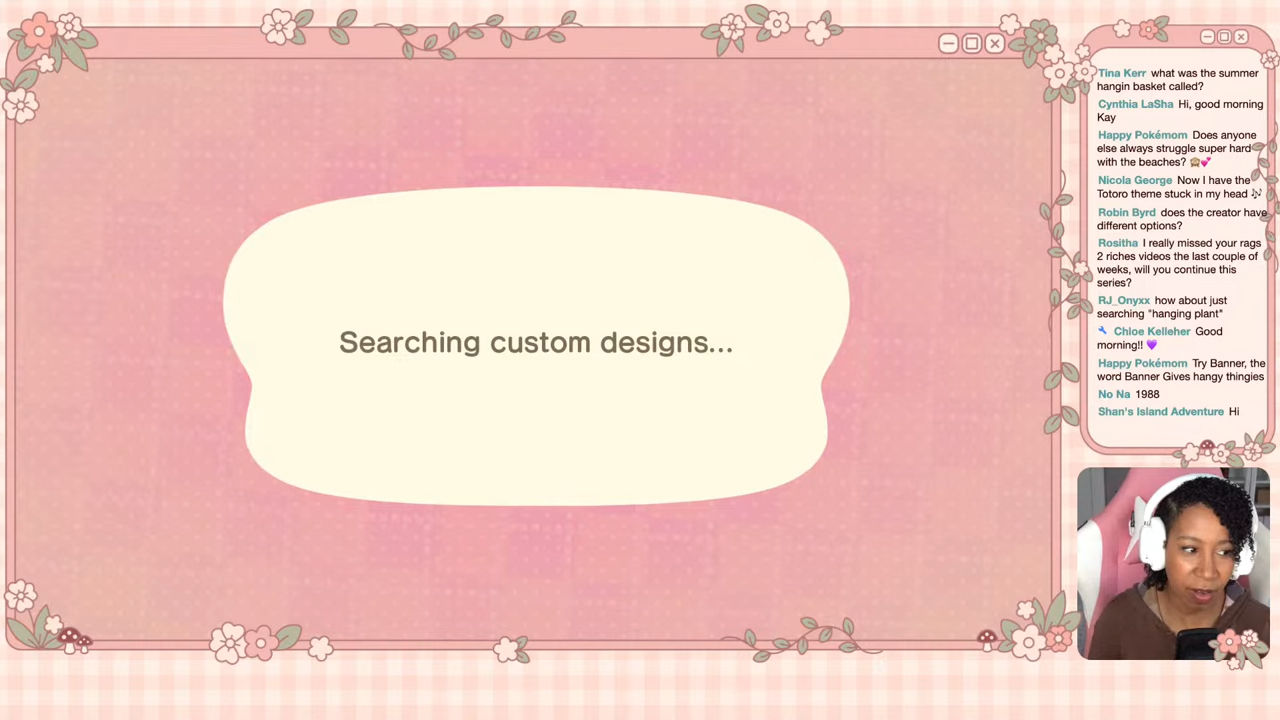 Searching custom designs...
Tina Kerr what was the summer
hangin basket called?
Cynthia LaSha Hi, good morning
Kay
Happy Pokémom Does anyone
else always struggle super hard
with the beaches? 🙈💕
Nicola George Now I have the
Totoro theme stuck in my head 🎶
Robin Byrd does the creator have
different options?
Rositha I really missed your rags
2 riches videos the last couple of
weeks, will you continue this
series?
RJ_Onyxx how about just
searching "hanging plant"
Chloe Kelleher Good
morning!! 💜
Happy Pokémom Try Banner, the
word Banner Gives hangy thingies
No Na 1988
Shan's Island Adventure Hi